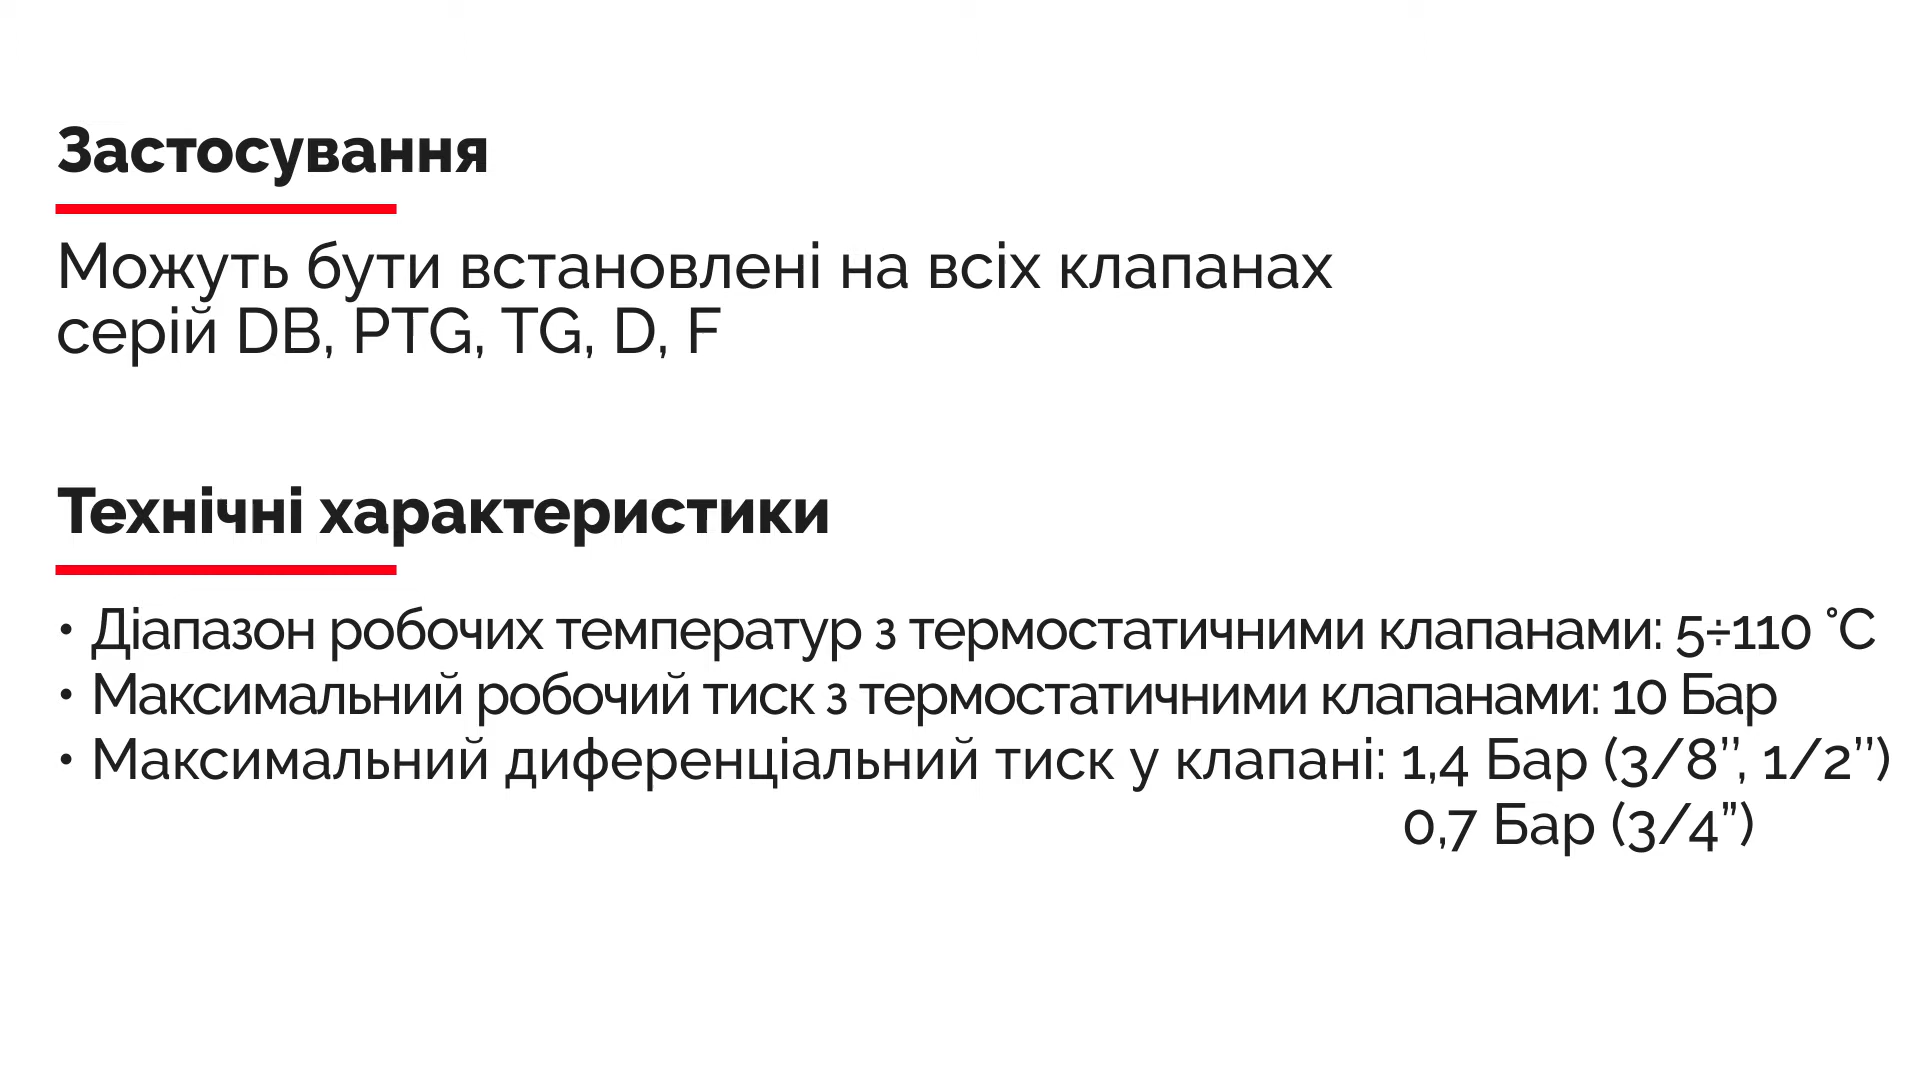 Застосування
Можуть бути встановлені на всіх клапанах
серій DB, PTG, TG, D, F
Технічні характеристики
• Діапазон робочих температур з термостатичними клапанами: 5÷110 °C
• Максимальний робочий тиск з термостатичними клапанами: 10 Бар
• Максимальний диференціальний тиск у клапані: 1,4 Бар (3/8’’, 1/2’’)
0,7 Бар (3/4”)